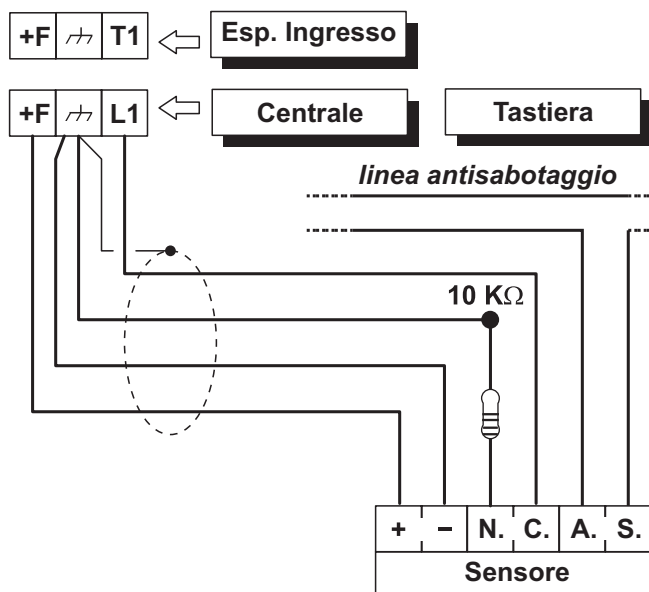 +F T1 Esp. Ingresso
+F L1 Centrale Tastiera
linea antisabotaggio
10 KΩ
+ – N. C. A. S.
Sensore